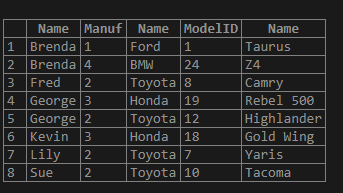 Name Manuf Name ModelID Name
1 Brenda 1 Ford 1 Taurus
2 Brenda 4 BMW 24 Z4
3 Fred 2 Toyota 8 Camry
4 George 3 Honda 19 Rebel 500
5 George 2 Toyota 12 Highlander
6 Kevin 3 Honda 18 Gold Wing
7 Lily 2 Toyota 7 Yaris
8 Sue 2 Toyota 10 Tacoma